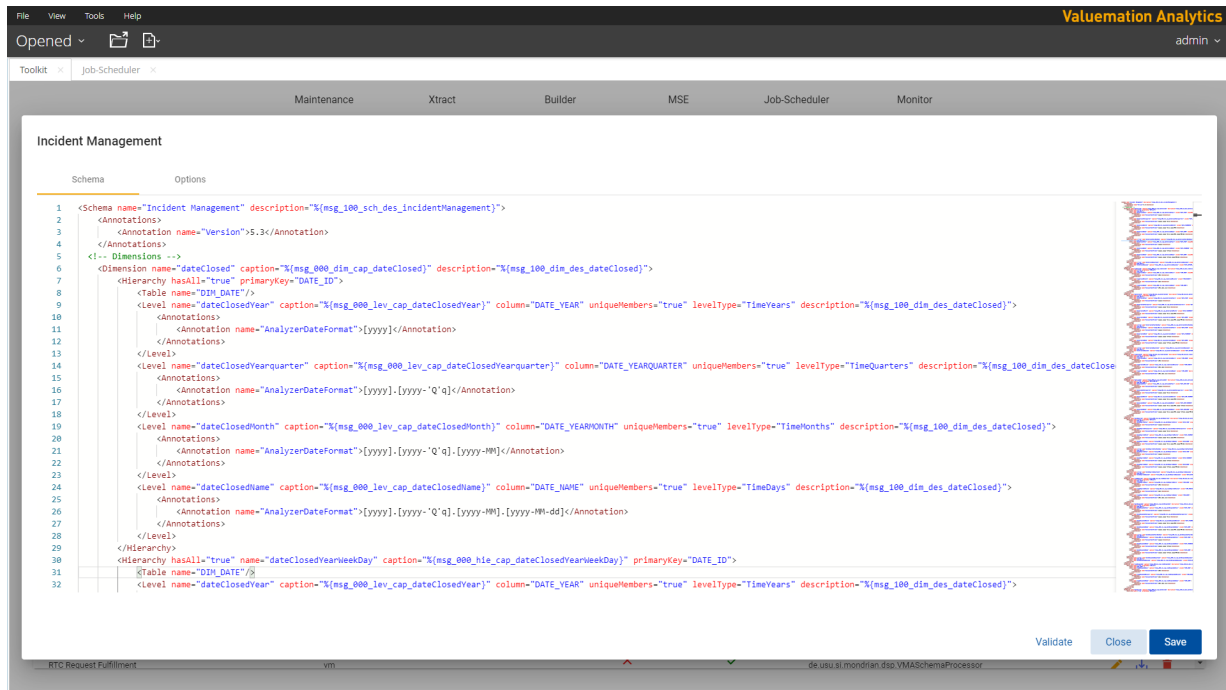 File View Tools Help
Valuemation Analytics
Opened
admin
Toolkit × Job-Scheduler ×
Maintenance Xtract Builder MSE Job-Scheduler Monitor
Incident Management
Schema Options
1 <Schema name="Incident Management" description="%{msg_100_sch_des_incidentManagement}">
2 <Annotations>
3 <Annotation name="Version">5.3</Annotation>
4 </Annotations>
5 <!-- Dimensions -->
6 <Dimension name="dateClosed" caption="%{msg_000_dim_cap_dateClosed}" description="%{msg_100_dim_des_dateClosed}">
7 <Hierarchy hasAll="true" primaryKey="DATE_ID">
8 <Table name="DIM_DATE"/>
9 <Level name="dateClosedYear" caption="%{msg_000_lev_cap_dateClosedYear}" column="DATE_YEAR" uniqueMembers="true" levelType="TimeYears" description="%{msg_100_dim_des_dateClosed}">
10 <Annotations>
11 <Annotation name="AnalyzerDateFormat">[yyyy]</Annotation>
12 </Annotations>
13 </Level>
14 <Level name="dateClosedYearquarter" caption="%{msg_000_lev_cap_dateClosedYearquarter}" column="DATE_YEARQUARTER" uniqueMembers="true" levelType="TimeQuarters" description="%{msg_100_dim_des_dateClose
15 <Annotations>
16 <Annotation name="AnalyzerDateFormat">[yyyy].[yyyy-'Q'q]</Annotation>
17 </Annotations>
18 </Level>
19 <Level name="dateClosedMonth" caption="%{msg_000_lev_cap_dateClosedMonth}" column="DATE_YEARMONTH" uniqueMembers="true" levelType="TimeMonths" description="%{msg_100_dim_des_dateClosed}">
20 <Annotations>
21 <Annotation name="AnalyzerDateFormat">[yyyy].[yyyy-'Q'q].[yyyy-MM]</Annotation>
22 </Annotations>
23 </Level>
24 <Level name="dateClosedName" caption="%{msg_000_lev_cap_dateClosedName}" column="DATE_NAME" uniqueMembers="true" levelType="TimeDays" description="%{msg_100_dim_des_dateClosed}">
25 <Annotations>
26 <Annotation name="AnalyzerDateFormat">[yyyy].[yyyy-'Q'q].[yyyy-MM].[yyyy-MM-dd]</Annotation>
27 </Annotations>
28 </Level>
29 </Hierarchy>
30 <Hierarchy hasAll="true" name="dateClosedYearWeekDay" caption="%{msg_000_hie_cap_dateClosedYearWeekDay}" primaryKey="DATE_ID">
31 <Table name="DIM_DATE"/>
32 <Level name="dateClosedYear" caption="%{msg_000_lev_cap_dateClosedYear}" column="DATE_YEAR" uniqueMembers="true" levelType="TimeYears" description="%{msg_100_dim_des_dateClosed}">
Validate Close Save
RTC Request Fulfillment vm de.usu.si.mondrian.dsp.VMASchemaProcessor